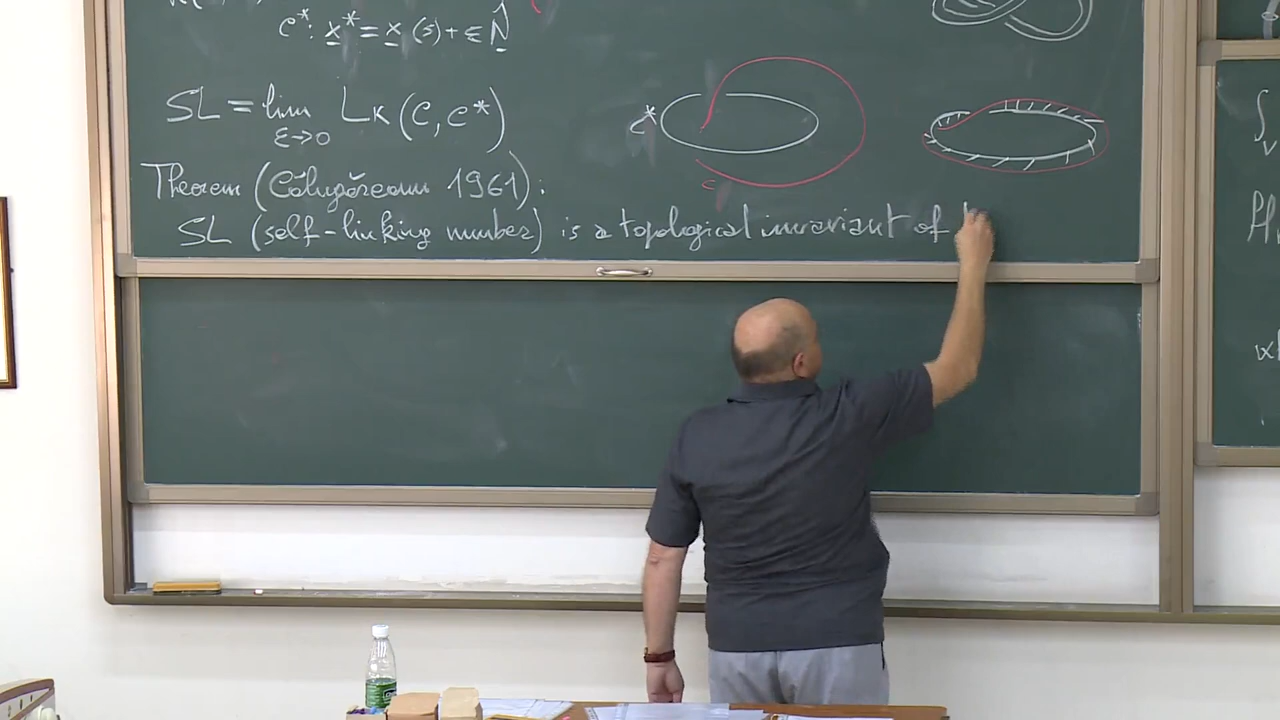 C*: x* = x(s) + ε N̂
SL = lim Lk(C, C*)
ε→0
C*
C
Theorem (Călugăreanu 1961):
SL (self-linking number) is a topological invariant of
∫
V